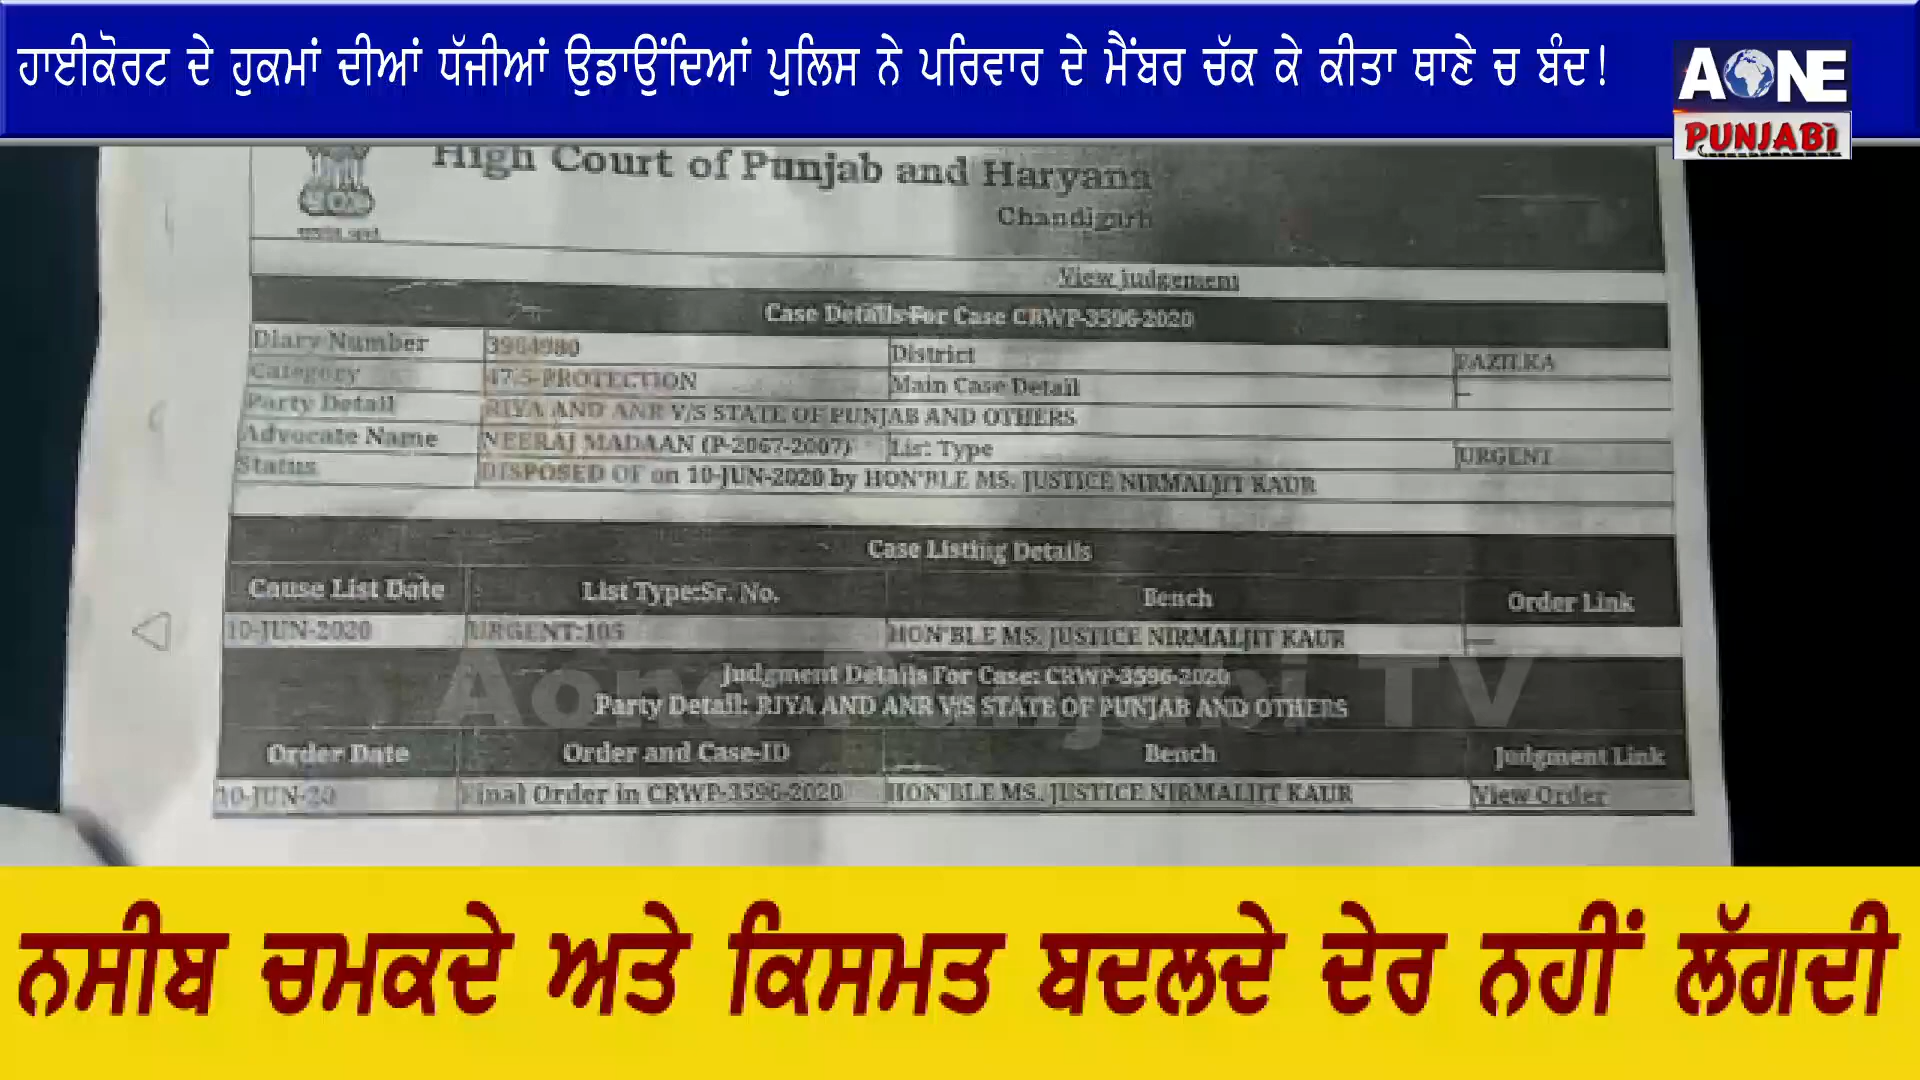 ਹਾਈਕੋਰਟ ਦੇ ਹੁਕਮਾਂ ਦੀਆਂ ਧੱਜੀਆਂ ਉਡਾਉਂਦਿਆਂ ਪੁਲਿਸ ਨੇ ਪਰਿਵਾਰ ਦੇ ਮੈਂਬਰ ਚੱਕ ਕੇ ਕੀਤਾ ਥਾਣੇ ਚ ਬੰਦ!
AONE
PUNJABi
High Court of Punjab and Haryana
Chandigarh
View judgement
Case Details For Case CRWP-3596-2020
Diary Number 3964980 District FAZILKA
Category 47.5-PROTECTION Main Case Detail --
Party Detail RIYA AND ANR V/S STATE OF PUNJAB AND OTHERS
Advocate Name NEERAJ MADAAN (P-2067-2007) List Type URGENT
Status DISPOSED OF on 10-JUN-2020 by HON'BLE MS. JUSTICE NIRMALJIT KAUR
Case Listing Details
Cause List Date List Type:Sr. No. Bench Order Link
10-JUN-2020 URGENT:105 HON'BLE MS. JUSTICE NIRMALJIT KAUR ---
Aone Punjabi TV
Judgment Details For Case: CRWP-3596-2020
Party Detail: RIYA AND ANR V/S STATE OF PUNJAB AND OTHERS
Order Date Order and Case-ID Bench Judgment Link
10-JUN-20 Final Order in CRWP-3596-2020 HON'BLE MS. JUSTICE NIRMALJIT KAUR View Order
ਨਸੀਬ ਚਮਕਦੇ ਅਤੇ ਕਿਸਮਤ ਬਦਲਦੇ ਦੇਰ ਨਹੀਂ ਲੱਗਦੀ